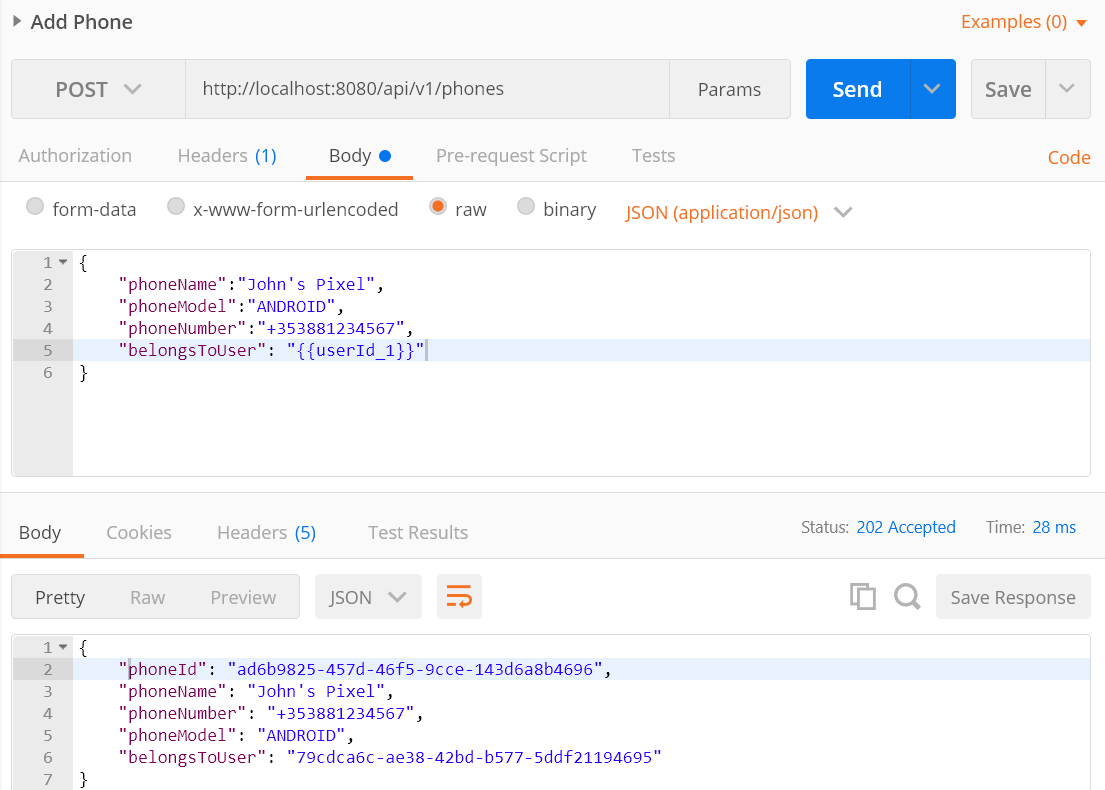 Add Phone Examples (0)
POST http://localhost:8080/api/v1/phones Params Send Save
Authorization Headers (1) Body Pre-request Script Tests Code
form-data x-www-form-urlencoded raw binary JSON (application/json)
1 {
2 "phoneName":"John's Pixel",
3 "phoneModel":"ANDROID",
4 "phoneNumber":"+353881234567",
5 "belongsToUser": "{{userId_1}}"
6 }
Body Cookies Headers (5) Test Results Status: 202 Accepted Time: 28 ms
Pretty Raw Preview JSON Save Response
1 {
2 "phoneId": "ad6b9825-457d-46f5-9cce-143d6a8b4696",
3 "phoneName": "John's Pixel",
4 "phoneNumber": "+353881234567",
5 "phoneModel": "ANDROID",
6 "belongsToUser": "79cdca6c-ae38-42bd-b577-5ddf21194695"
7 }